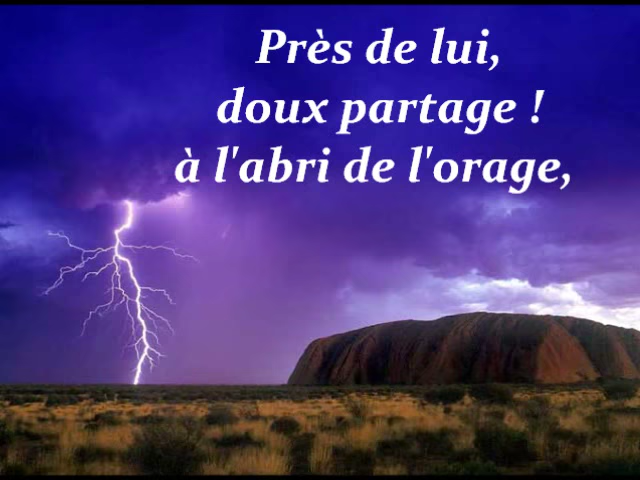 Près de lui,
doux partage !
à l'abri de l'orage,